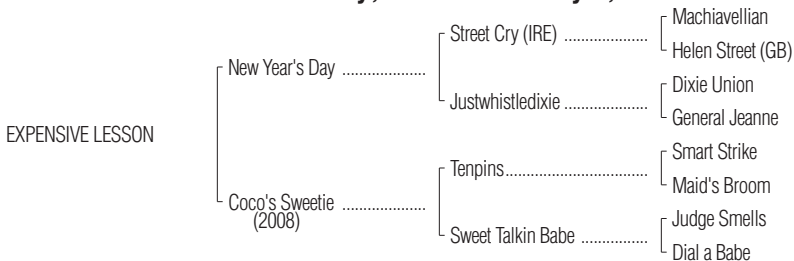 Machiavellian
Street Cry (IRE) ..................
Helen Street (GB)
New Year's Day ....................
Dixie Union
Justwhistledixie ..................
General Jeanne
EXPENSIVE LESSON
Smart Strike
Tenpins...............................
Maid's Broom
Coco's Sweetie ....................
(2008)
Judge Smells
Sweet Talkin Babe ..............
Dial a Babe